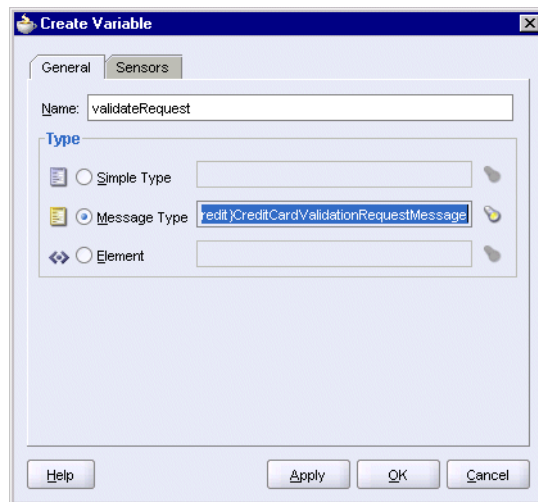 Create Variable
General Sensors
Name: validateRequest
Type
Simple Type
Message Type redit}CreditCardValidationRequestMessage
Element
Help Apply OK Cancel